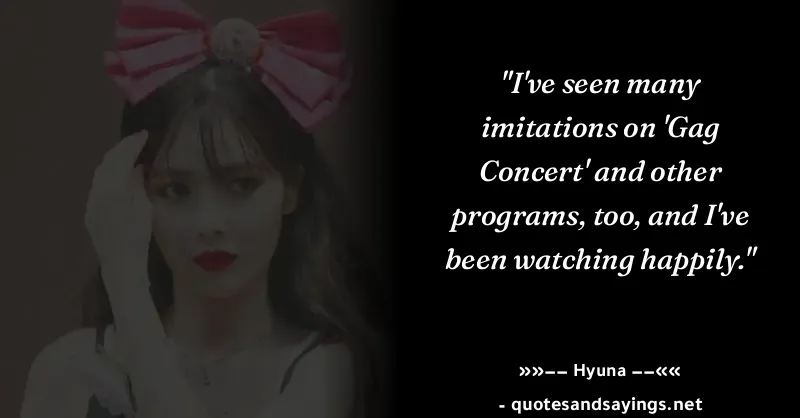 "I've seen many
imitations on 'Gag
Concert' and other
programs, too, and I've
been watching happily."
»»−− Hyuna −−««
- quotesandsayings.net